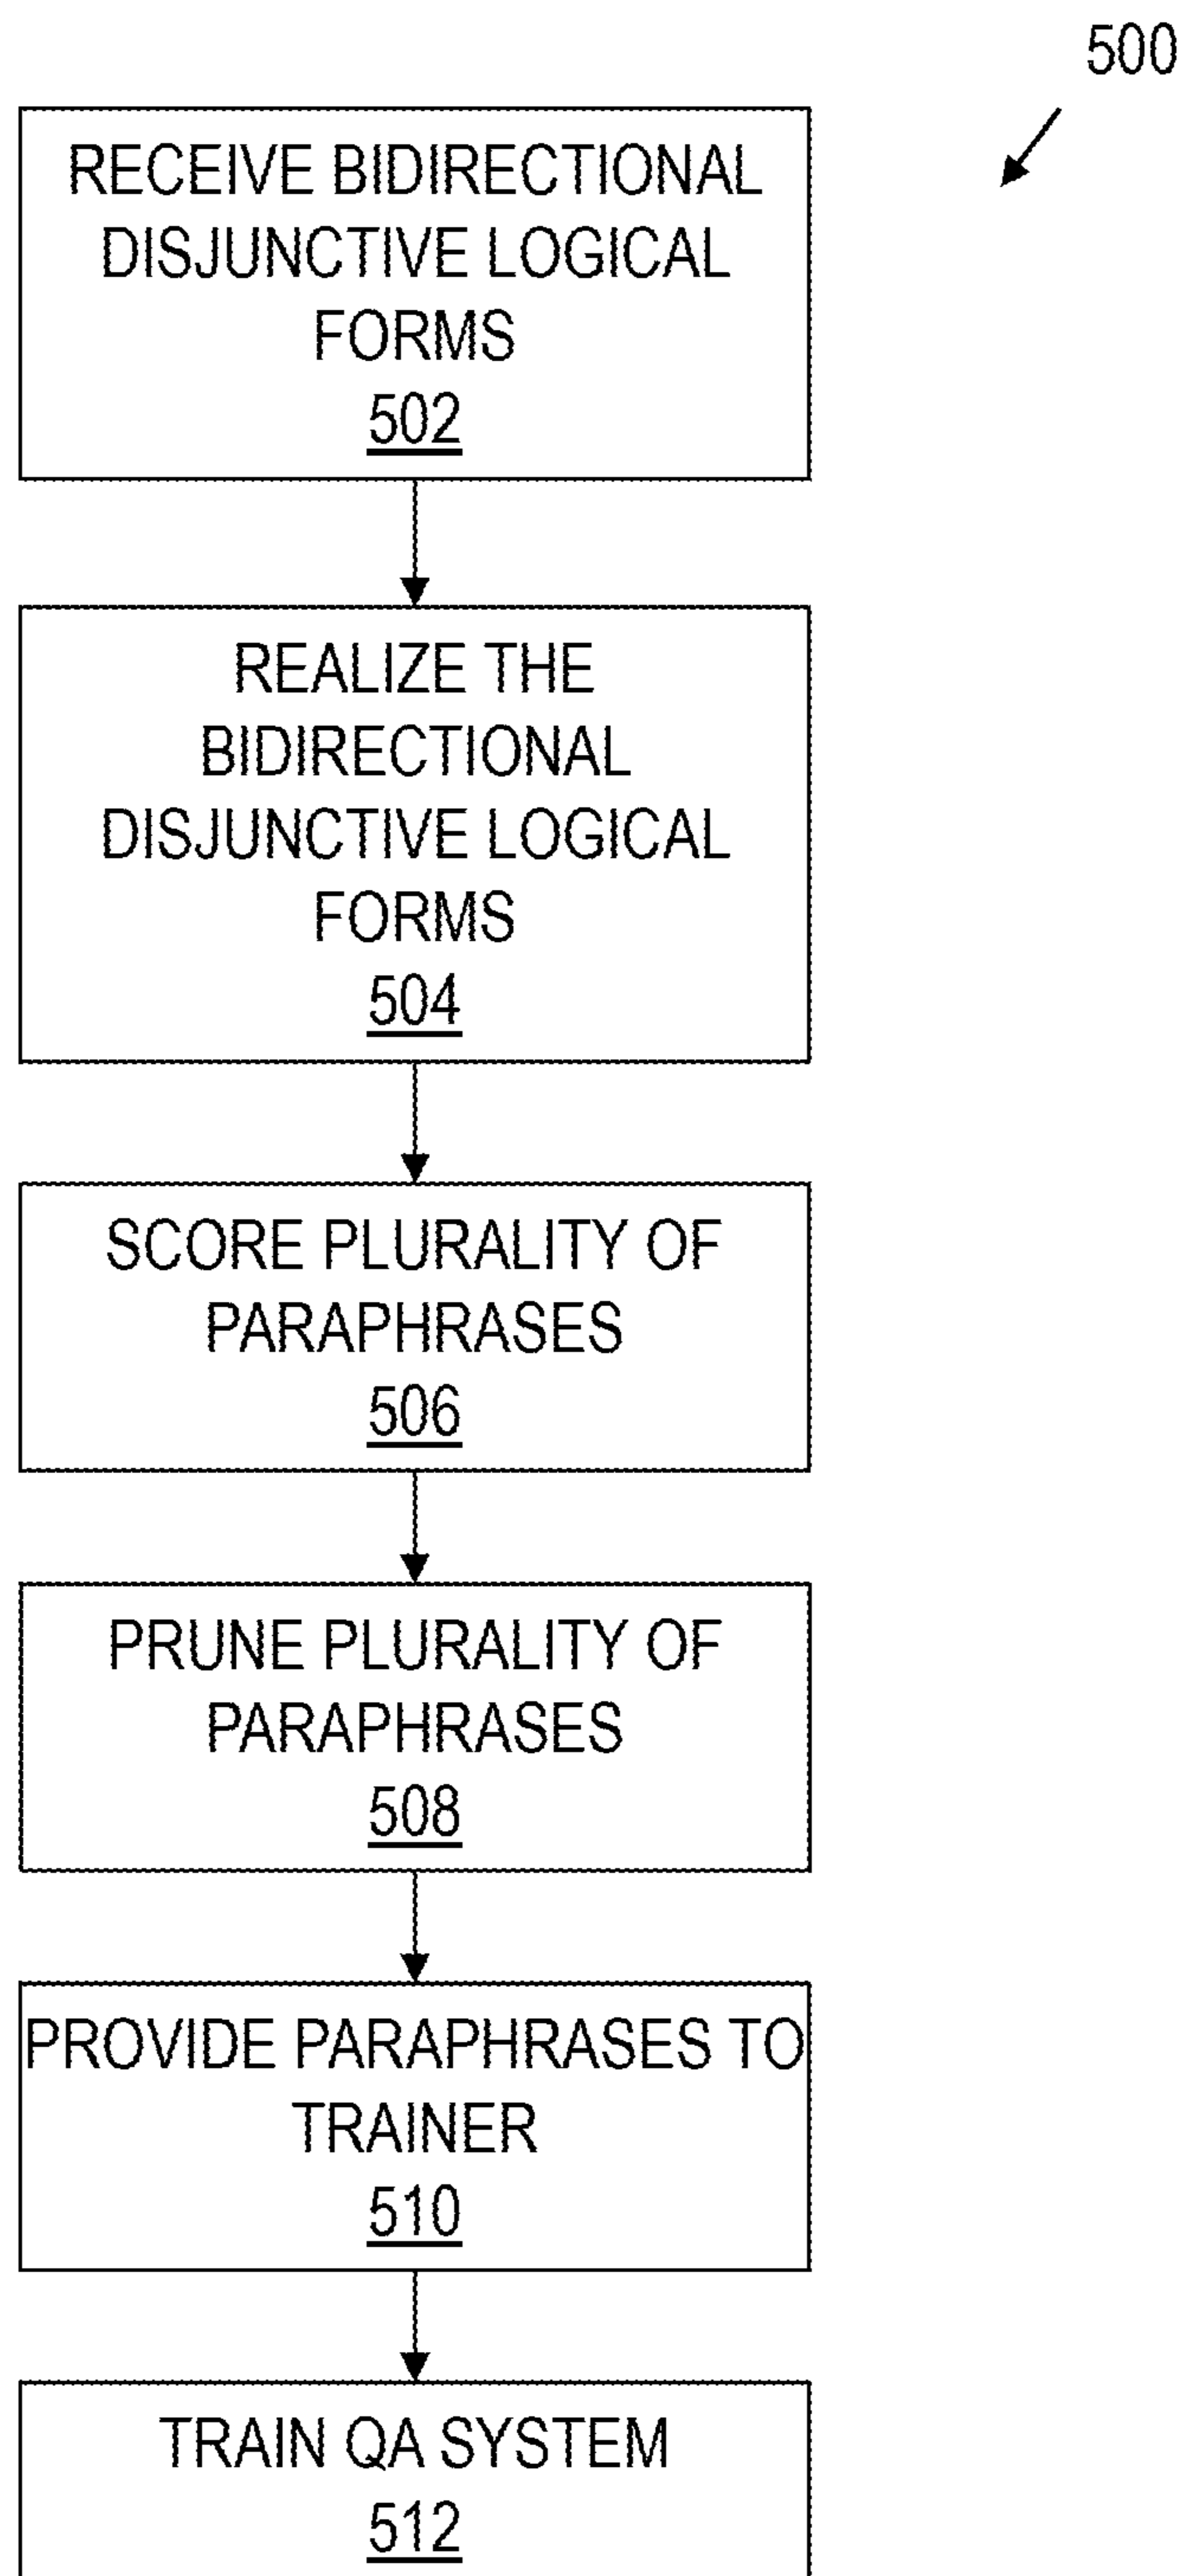 500
RECEIVE BIDIRECTIONAL
DISJUNCTIVE LOGICAL
FORMS
502
REALIZE THE
BIDIRECTIONAL
DISJUNCTIVE LOGICAL
FORMS
504
SCORE PLURALITY OF
PARAPHRASES
506
PRUNE PLURALITY OF
PARAPHRASES
508
PROVIDE PARAPHRASES TO
TRAINER
510
TRAIN QA SYSTEM
512